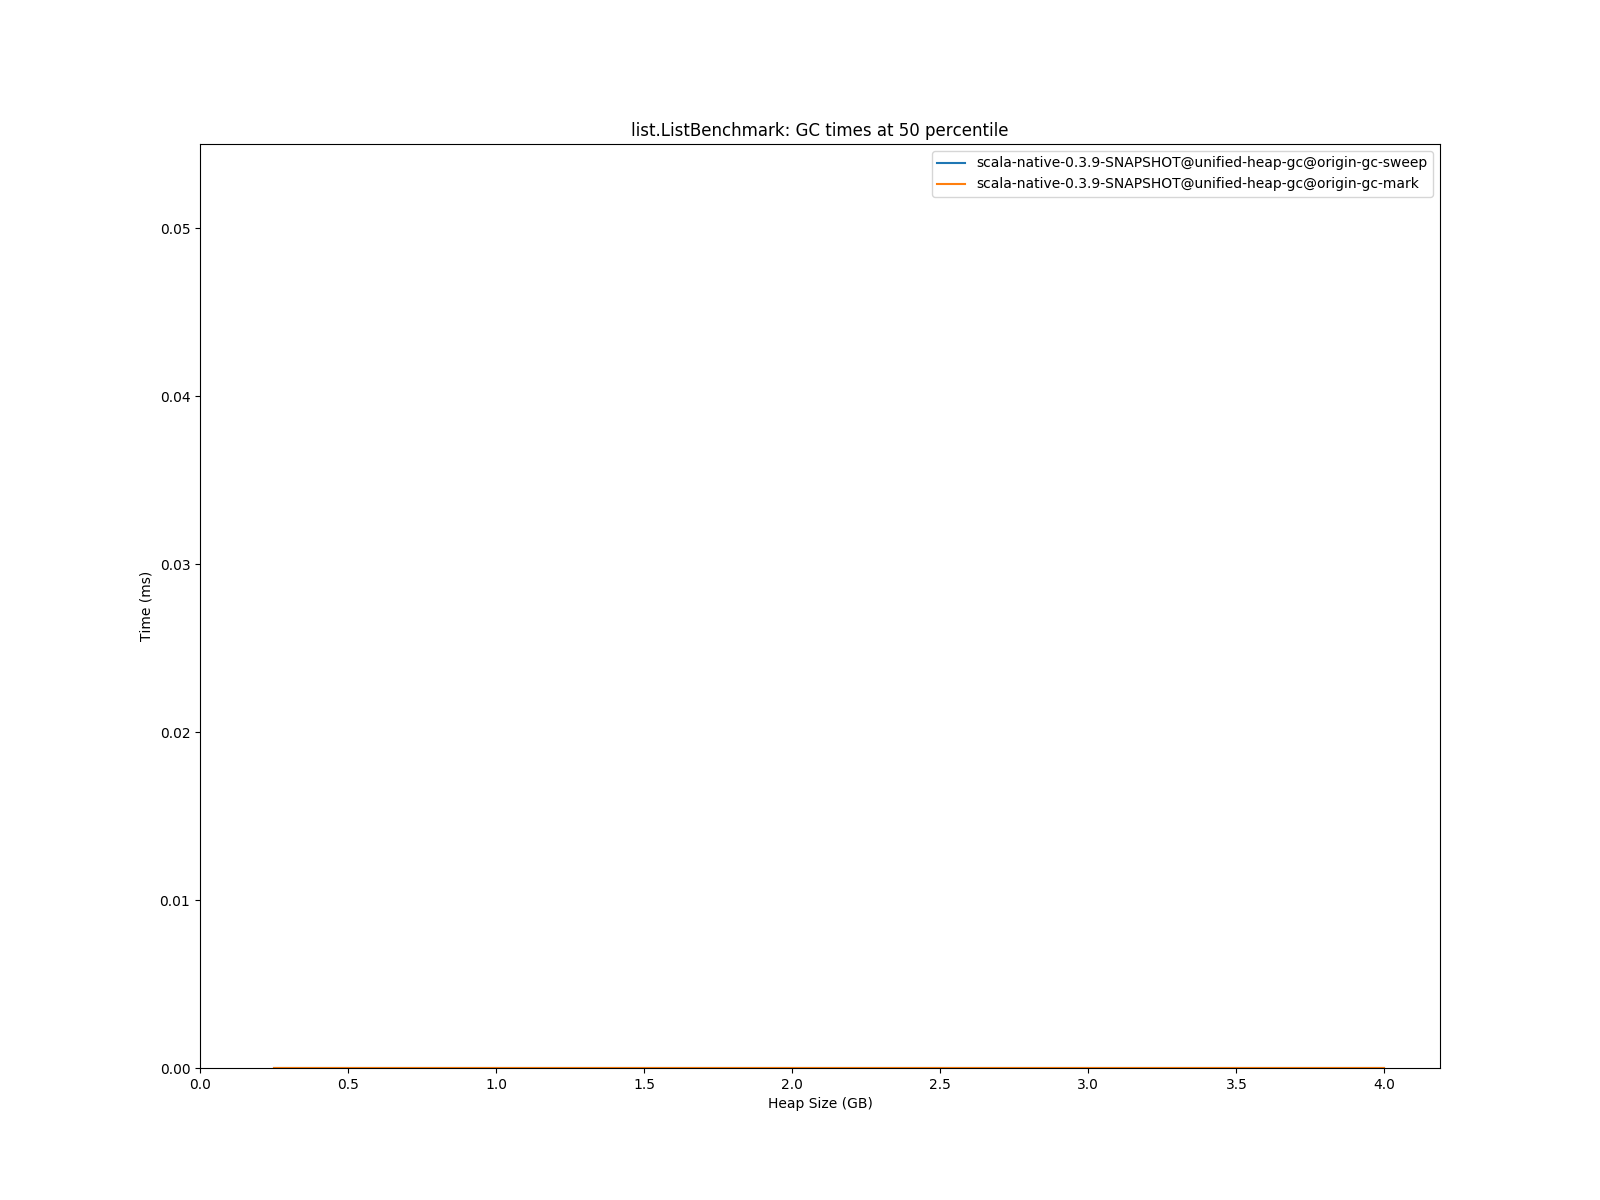 list.ListBenchmark: GC times at 50 percentile
scala-native-0.3.9-SNAPSHOT@unified-heap-gc@origin-gc-sweep
scala-native-0.3.9-SNAPSHOT@unified-heap-gc@origin-gc-mark
0.05
0.04
0.03
0.02
0.01
0.00
Time (ms)
0.0 0.5 1.0 1.5 2.0 2.5 3.0 3.5 4.0
Heap Size (GB)